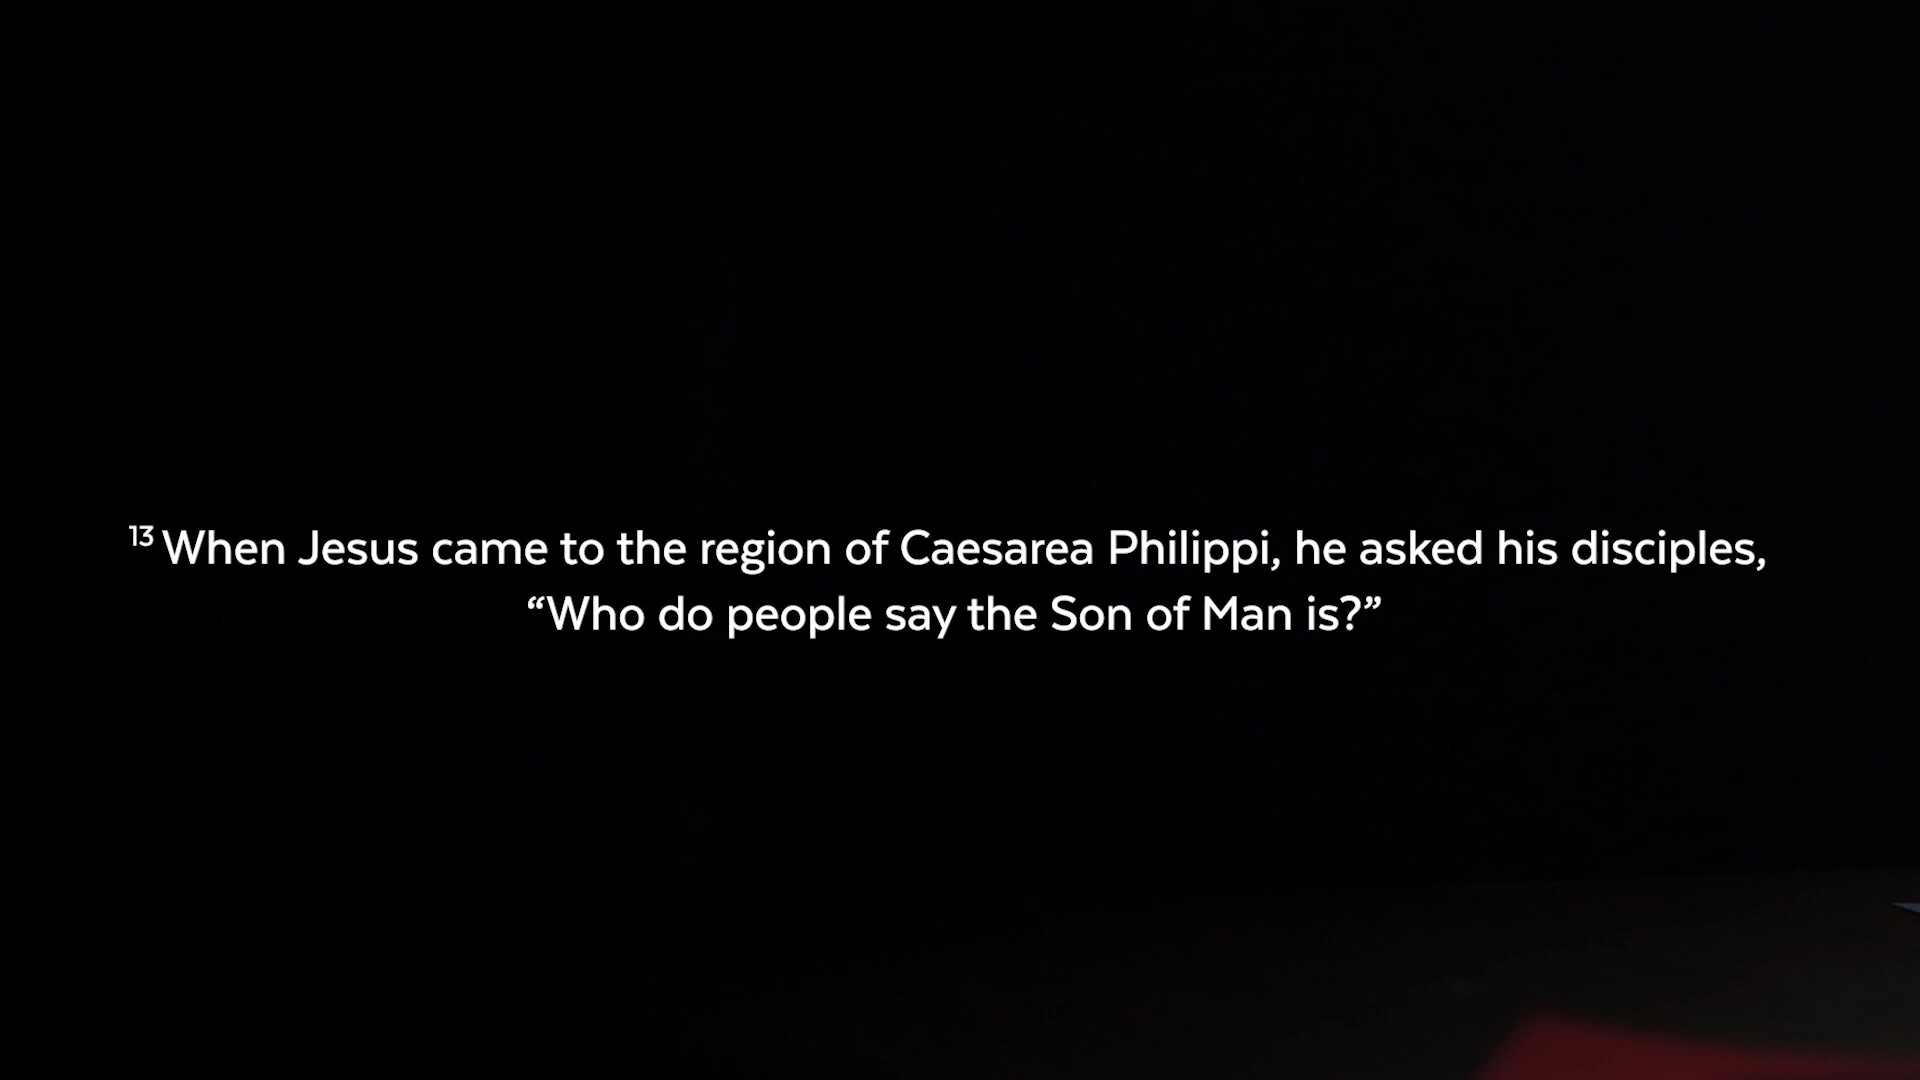 ¹³ When Jesus came to the region of Caesarea Philippi, he asked his disciples,
“Who do people say the Son of Man is?”